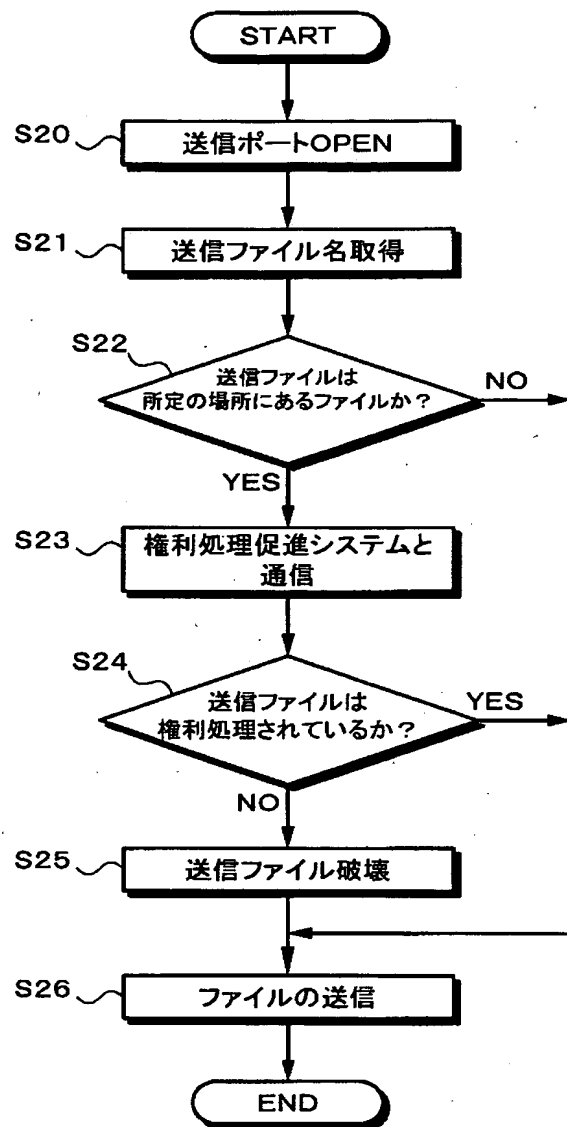 START
S20
送信ポートOPEN
S21
送信ファイル名取得
S22
送信ファイルは
所定の場所にあるファイルか？
NO
YES
S23
権利処理促進システムと
通信
S24
送信ファイルは
権利処理されているか？
YES
NO
S25
送信ファイル破壊
S26
ファイルの送信
END